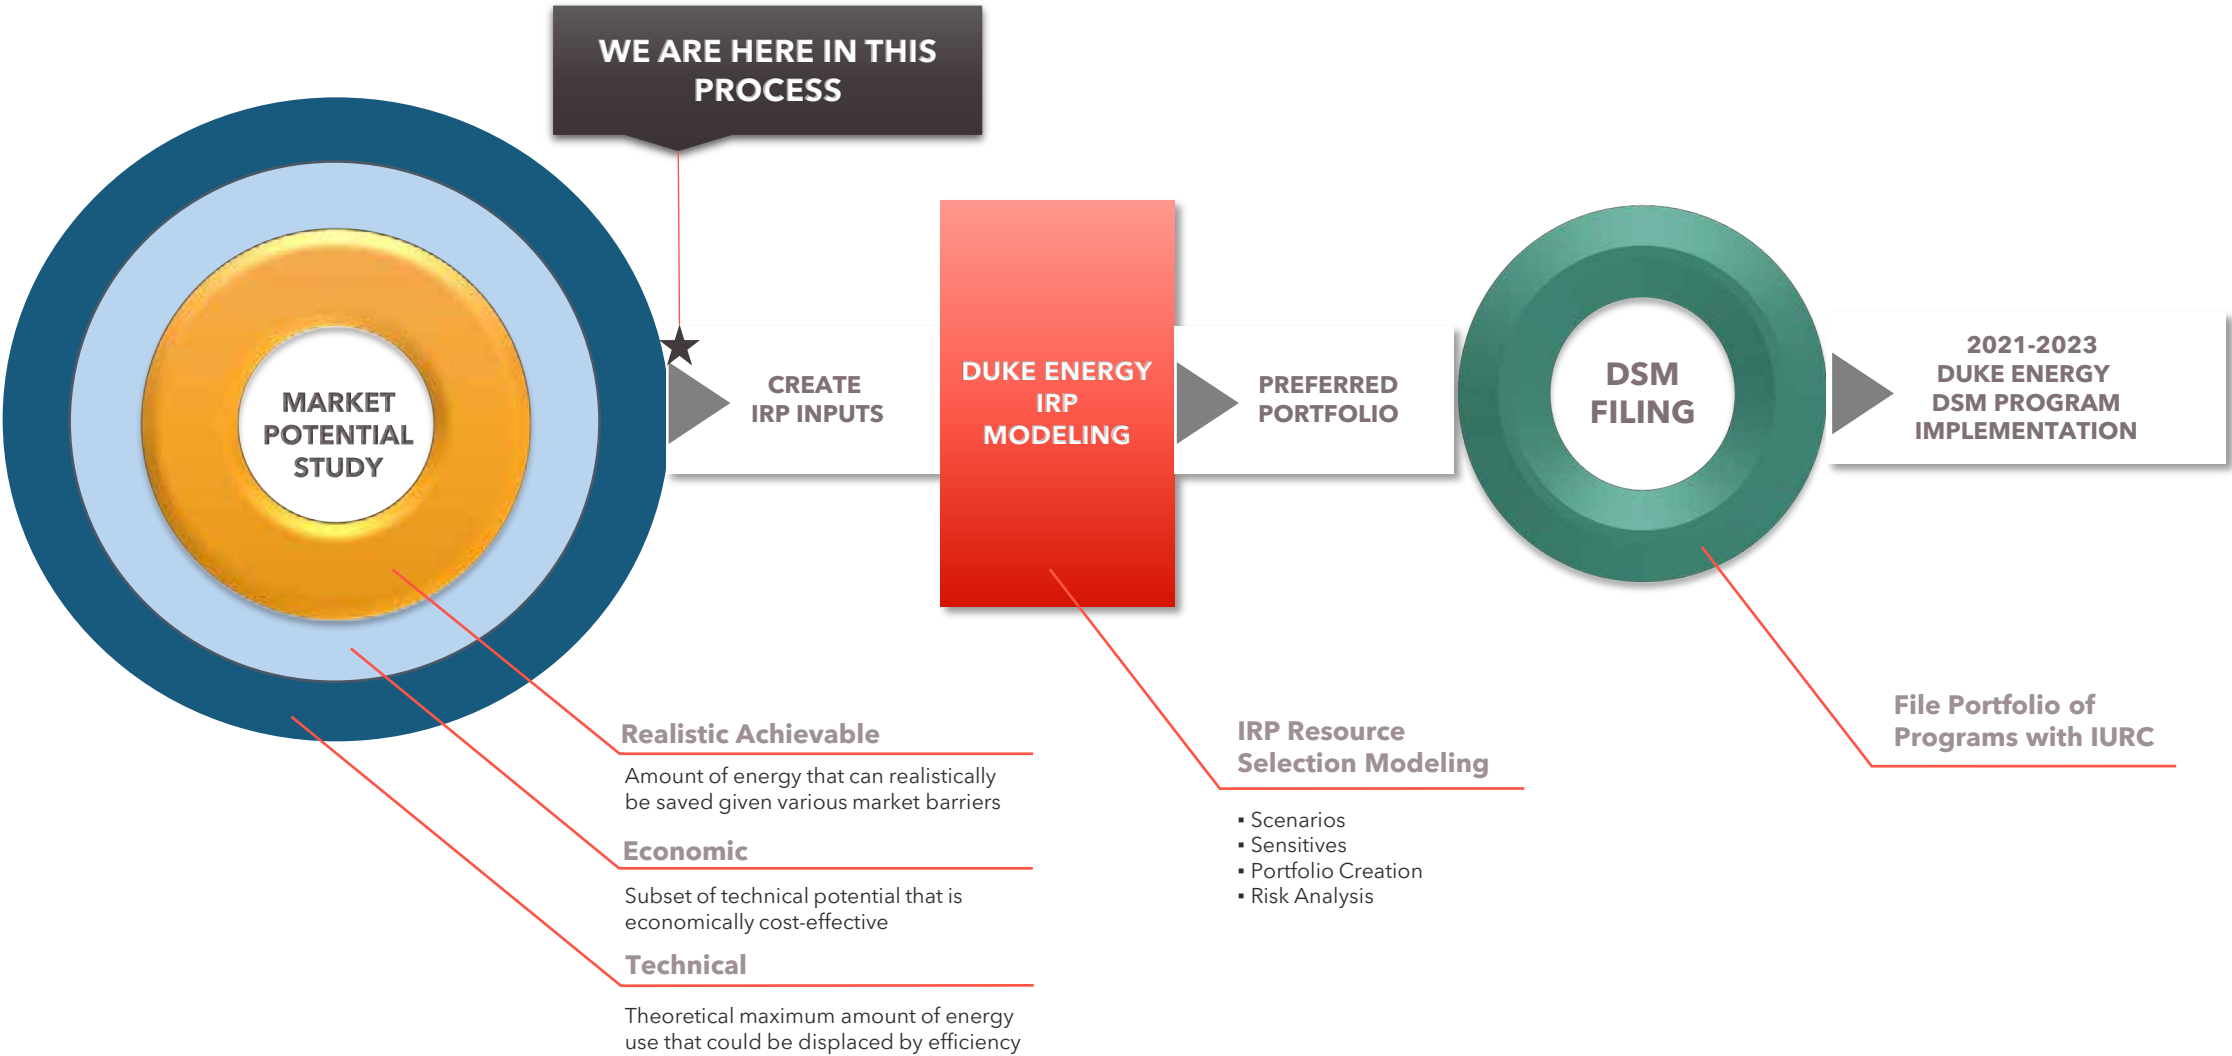 WE ARE HERE IN THIS
PROCESS
MARKET
POTENTIAL
STUDY
CREATE
IRP INPUTS
DUKE ENERGY
IRP
MODELING
PREFERRED
PORTFOLIO
DSM
FILING
2021-2023
DUKE ENERGY
DSM PROGRAM
IMPLEMENTATION
Realistic Achievable
Amount of energy that can realistically
be saved given various market barriers
Economic
Subset of technical potential that is
economically cost-effective
Technical
Theoretical maximum amount of energy
use that could be displaced by efficiency
IRP Resource
Selection Modeling
▪ Scenarios
▪ Sensitives
▪ Portfolio Creation
▪ Risk Analysis
File Portfolio of
Programs with IURC